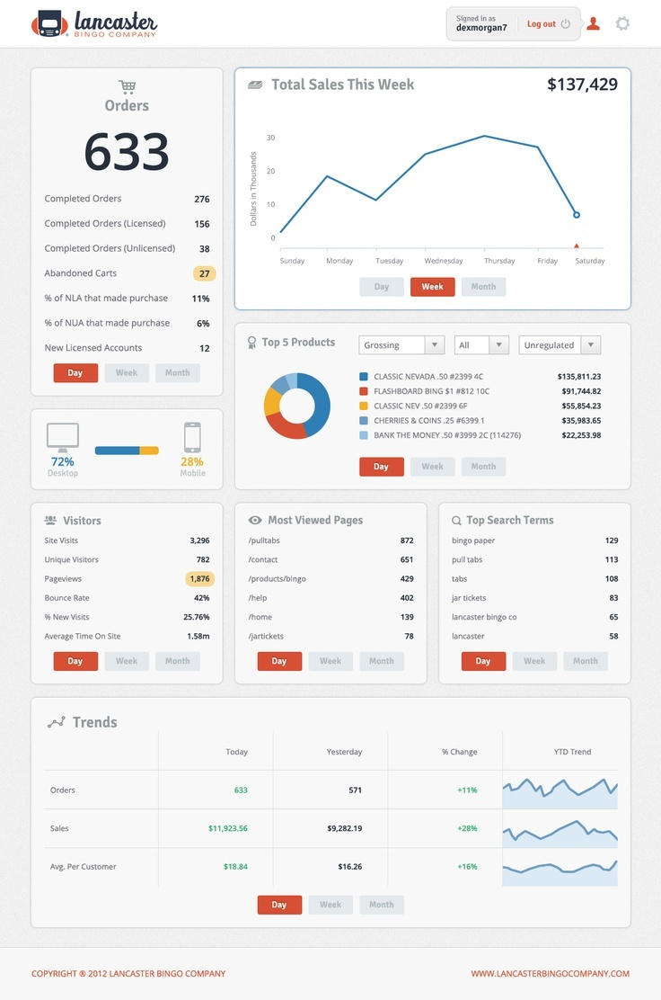 lancaster
BINGO COMPANY
Signed in as
dexmorgan7
Log out
Orders
633
Completed Orders 276
Completed Orders (Licensed) 156
Completed Orders (Unlicensed) 38
Abandoned Carts 27
% of NLA that made purchase 11%
% of NUA that made purchase 6%
New Licensed Accounts 12
Day Week Month
Total Sales This Week $137,429
Dollars in Thousands
30
20
10
0
Sunday Monday Tuesday Wednesday Thursday Friday Saturday
Day Week Month
72%
Desktop
28%
Mobile
Top 5 Products Grossing All Unregulated
CLASSIC NEVADA .50 #2399 4C $135,811.23
FLASHBOARD BING $1 #812 10C $91,744.82
CLASSIC NEV .50 #2399 6F $55,854.23
CHERRIES & COINS .25 #6399 1 $35,983.65
BANK THE MONEY .50 #3999 2C (114276) $22,253.98
Day Week Month
Visitors
Site Visits 3,296
Unique Visitors 782
Pageviews 1,876
Bounce Rate 42%
% New Visits 25.76%
Average Time On Site 1.58m
Day Week Month
Most Viewed Pages
/pulltabs 872
/contact 651
/products/bingo 429
/help 402
/home 139
/jartickets 78
Day Week Month
Top Search Terms
bingo paper 129
pull tabs 113
tabs 108
jar tickets 83
lancaster bingo co 65
lancaster 58
Day Week Month
Trends
Today Yesterday % Change YTD Trend
Orders 633 571 +11%
Sales $11,923.56 $9,282.19 +28%
Avg. Per Customer $18.84 $16.26 +16%
Day Week Month
COPYRIGHT ® 2012 LANCASTER BINGO COMPANY WWW.LANCASTERBINGOCOMPANY.COM